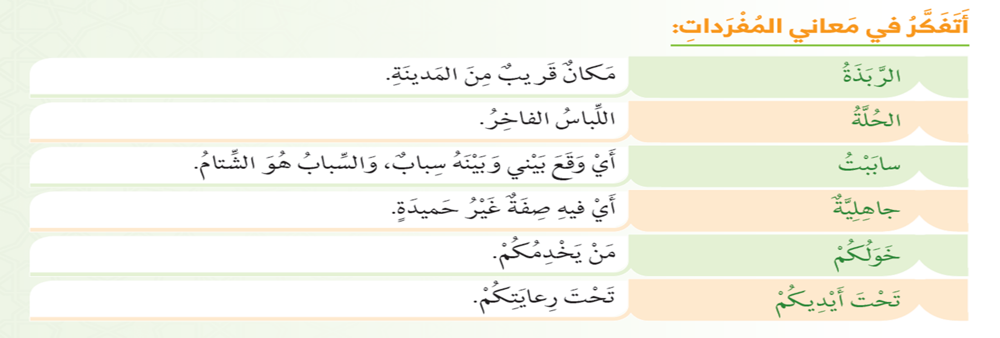 أَتَفَكَّرُ في مَعاني المُفْرَداتِ:
الرَّبَذَةُ مَكانٌ قَريبٌ مِنَ المَدينَةِ.
الحُلَّةُ اللِّباسُ الفاخِرُ.
سابَبْتُ أَيْ وَقَعَ بَيْني وَبَيْنَهُ سِبابٌ، وَالسِّبابُ هُوَ الشِّتامُ.
جاهِلِيَّةٌ أَيْ فيهِ صِفَةٌ غَيْرُ حَميدَةٍ.
خَوَلُكُمْ مَنْ يَخْدِمُكُمْ.
تَحْتَ أَيْدِيكُمْ تَحْتَ رِعايَتِكُمْ.